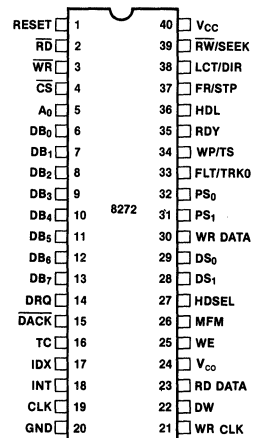 RESET 1 40 VCC
RD 2 39 RW/SEEK
WR 3 38 LCT/DIR
CS 4 37 FR/STP
A0 5 36 HDL
DB0 6 35 RDY
DB1 7 34 WP/TS
DB2 8 33 FLT/TRK0
DB3 9 32 PS0
DB4 10 8272 31 PS1
DB5 11 30 WR DATA
DB6 12 29 DS0
DB7 13 28 DS1
DRQ 14 27 HDSEL
DACK 15 26 MFM
TC 16 25 WE
IDX 17 24 VCO
INT 18 23 RD DATA
CLK 19 22 DW
GND 20 21 WR CLK